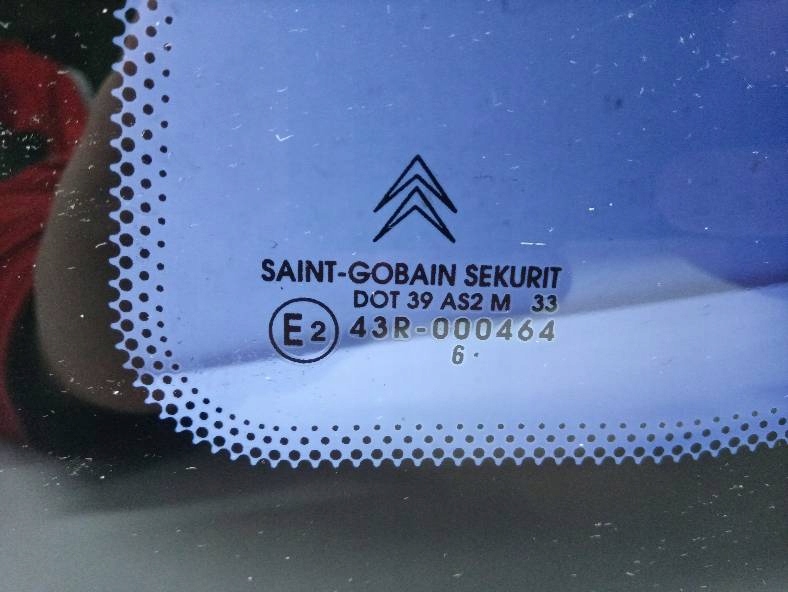 SAINT-GOBAIN SEKURIT
DOT 39 AS2 M 33
E2 43R-000464
6 .